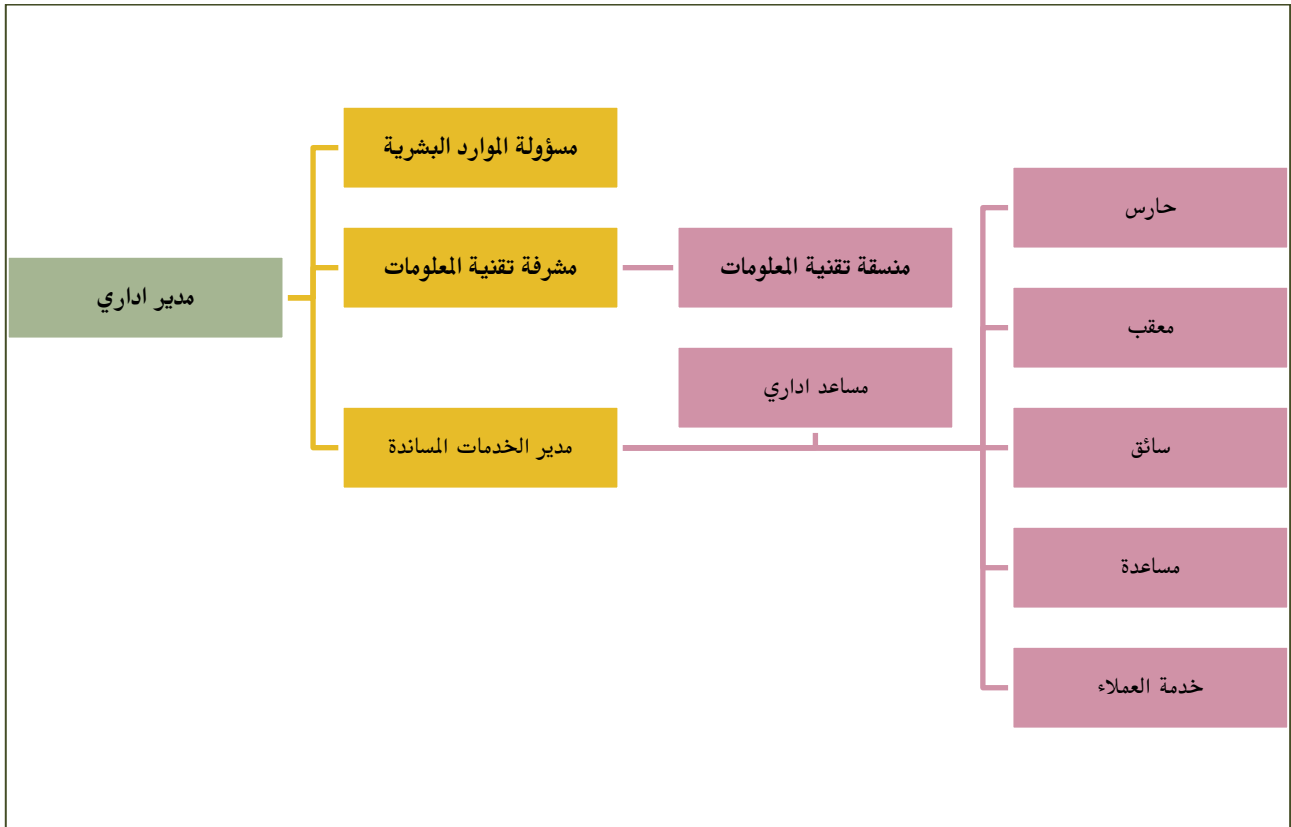 مدير اداري
مسؤولة الموارد البشرية
مشرفة تقنية المعلومات
منسقة تقنية المعلومات
مدير الخدمات المساندة
مساعد اداري
حارس
معقب
سائق
مساعدة
خدمة العملاء